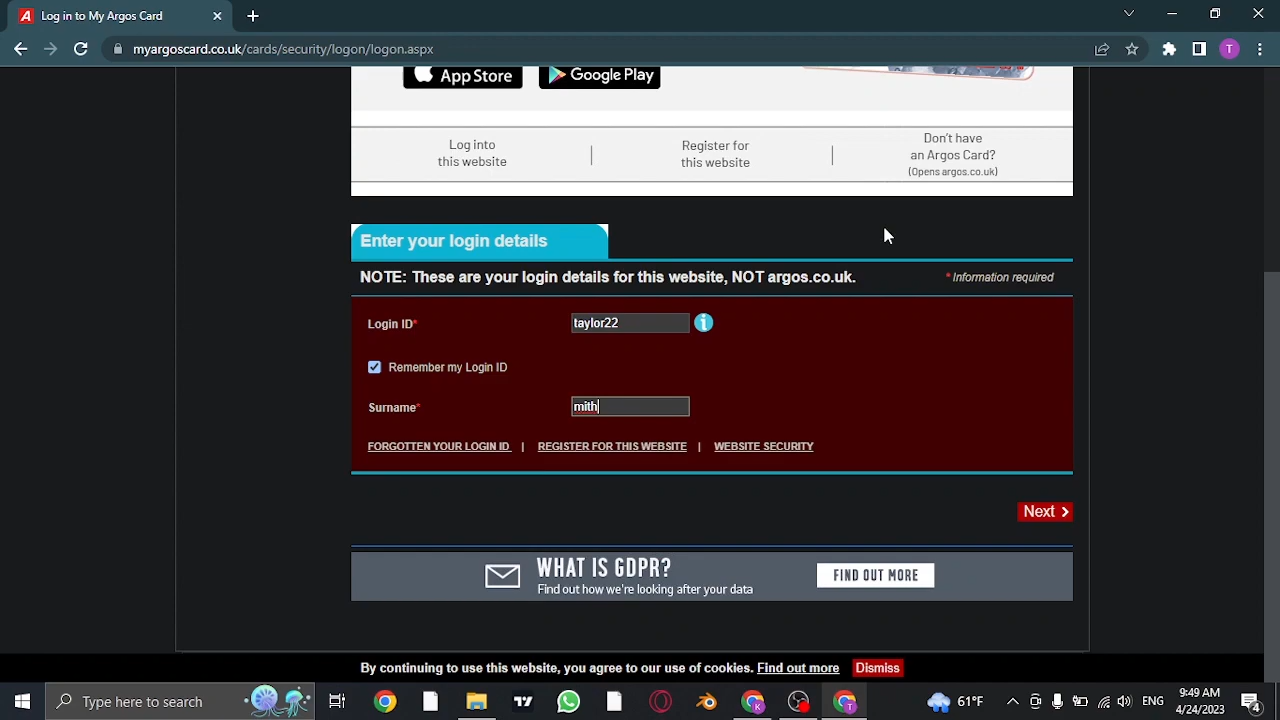 Log in to My Argos Card
myargoscard.co.uk/cards/security/logon/logon.aspx
T
App Store
Google Play
Log into
this website
Register for
this website
Don't have
an Argos Card?
(Opens argos.co.uk)
Enter your login details
NOTE: These are your login details for this website, NOT argos.co.uk.
* Information required
Login ID*
taylor22
Remember my Login ID
Surname*
mith
FORGOTTEN YOUR LOGIN ID | REGISTER FOR THIS WEBSITE | WEBSITE SECURITY
Next
WHAT IS GDPR?
Find out how we're looking after your data
FIND OUT MORE
By continuing to use this website, you agree to our use of cookies. Find out more
Dismiss
Type here to search
K
T
61°F
ENG
9:49 AM
4/24/2023
4